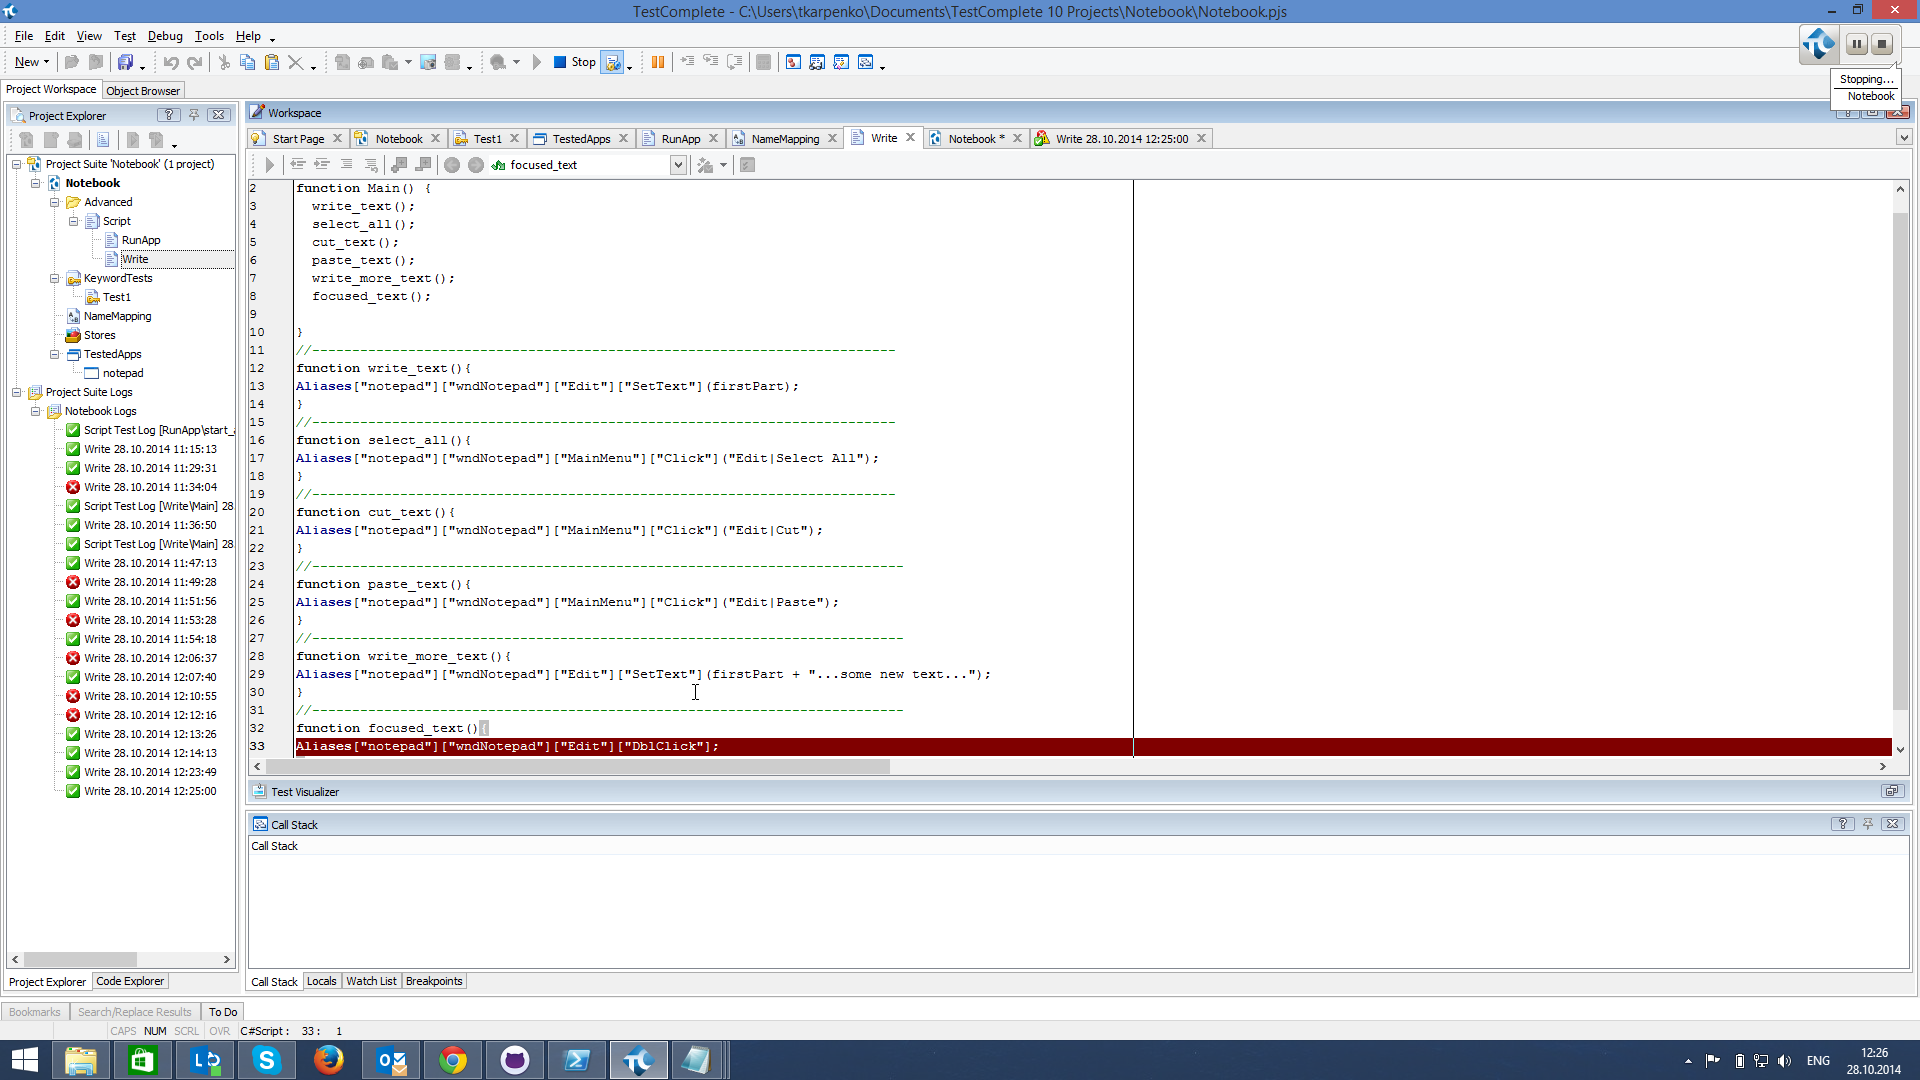 TestComplete - C:\Users\tkarpenko\Documents\TestComplete 10 Projects\Notebook\Notebook.pjs
File Edit View Test Debug Tools Help
New Stop
Stopping...
Notebook
Project Workspace Object Browser
Project Explorer
Workspace
Start Page Notebook Test1 TestedApps RunApp NameMapping Write Notebook * Write 28.10.2014 12:25:00
focused_text
Project Suite 'Notebook' (1 project)
Notebook
Advanced
Script
RunApp
Write
KeywordTests
Test1
NameMapping
Stores
TestedApps
notepad
Project Suite Logs
Notebook Logs
Script Test Log [RunApp\start_
Write 28.10.2014 11:15:13
Write 28.10.2014 11:29:31
Write 28.10.2014 11:34:04
Script Test Log [Write\Main] 28
Write 28.10.2014 11:36:50
Script Test Log [Write\Main] 28
Write 28.10.2014 11:47:13
Write 28.10.2014 11:49:28
Write 28.10.2014 11:51:56
Write 28.10.2014 11:53:28
Write 28.10.2014 11:54:18
Write 28.10.2014 12:06:37
Write 28.10.2014 12:07:40
Write 28.10.2014 12:10:55
Write 28.10.2014 12:12:16
Write 28.10.2014 12:13:26
Write 28.10.2014 12:14:13
Write 28.10.2014 12:23:49
Write 28.10.2014 12:25:00
2 function Main() {
3 write_text();
4 select_all();
5 cut_text();
6 paste_text();
7 write_more_text();
8 focused_text();
9
10 }
11 //-------------------------------------------------------------------------
12 function write_text(){
13 Aliases["notepad"]["wndNotepad"]["Edit"]["SetText"](firstPart);
14 }
15 //-------------------------------------------------------------------------
16 function select_all(){
17 Aliases["notepad"]["wndNotepad"]["MainMenu"]["Click"]("Edit|Select All");
18 }
19 //-------------------------------------------------------------------------
20 function cut_text(){
21 Aliases["notepad"]["wndNotepad"]["MainMenu"]["Click"]("Edit|Cut");
22 }
23 //--------------------------------------------------------------------------
24 function paste_text(){
25 Aliases["notepad"]["wndNotepad"]["MainMenu"]["Click"]("Edit|Paste");
26 }
27 //--------------------------------------------------------------------------
28 function write_more_text(){
29 Aliases["notepad"]["wndNotepad"]["Edit"]["SetText"](firstPart + "...some new text...");
30 }
31 //--------------------------------------------------------------------------
32 function focused_text(){
33 Aliases["notepad"]["wndNotepad"]["Edit"]["DblClick"];
Test Visualizer
Call Stack
Call Stack
Project Explorer Code Explorer
Call Stack Locals Watch List Breakpoints
Bookmarks Search/Replace Results To Do
CAPS NUM SCRL OVR C#Script : 33 : 1
ENG
12:26
28.10.2014